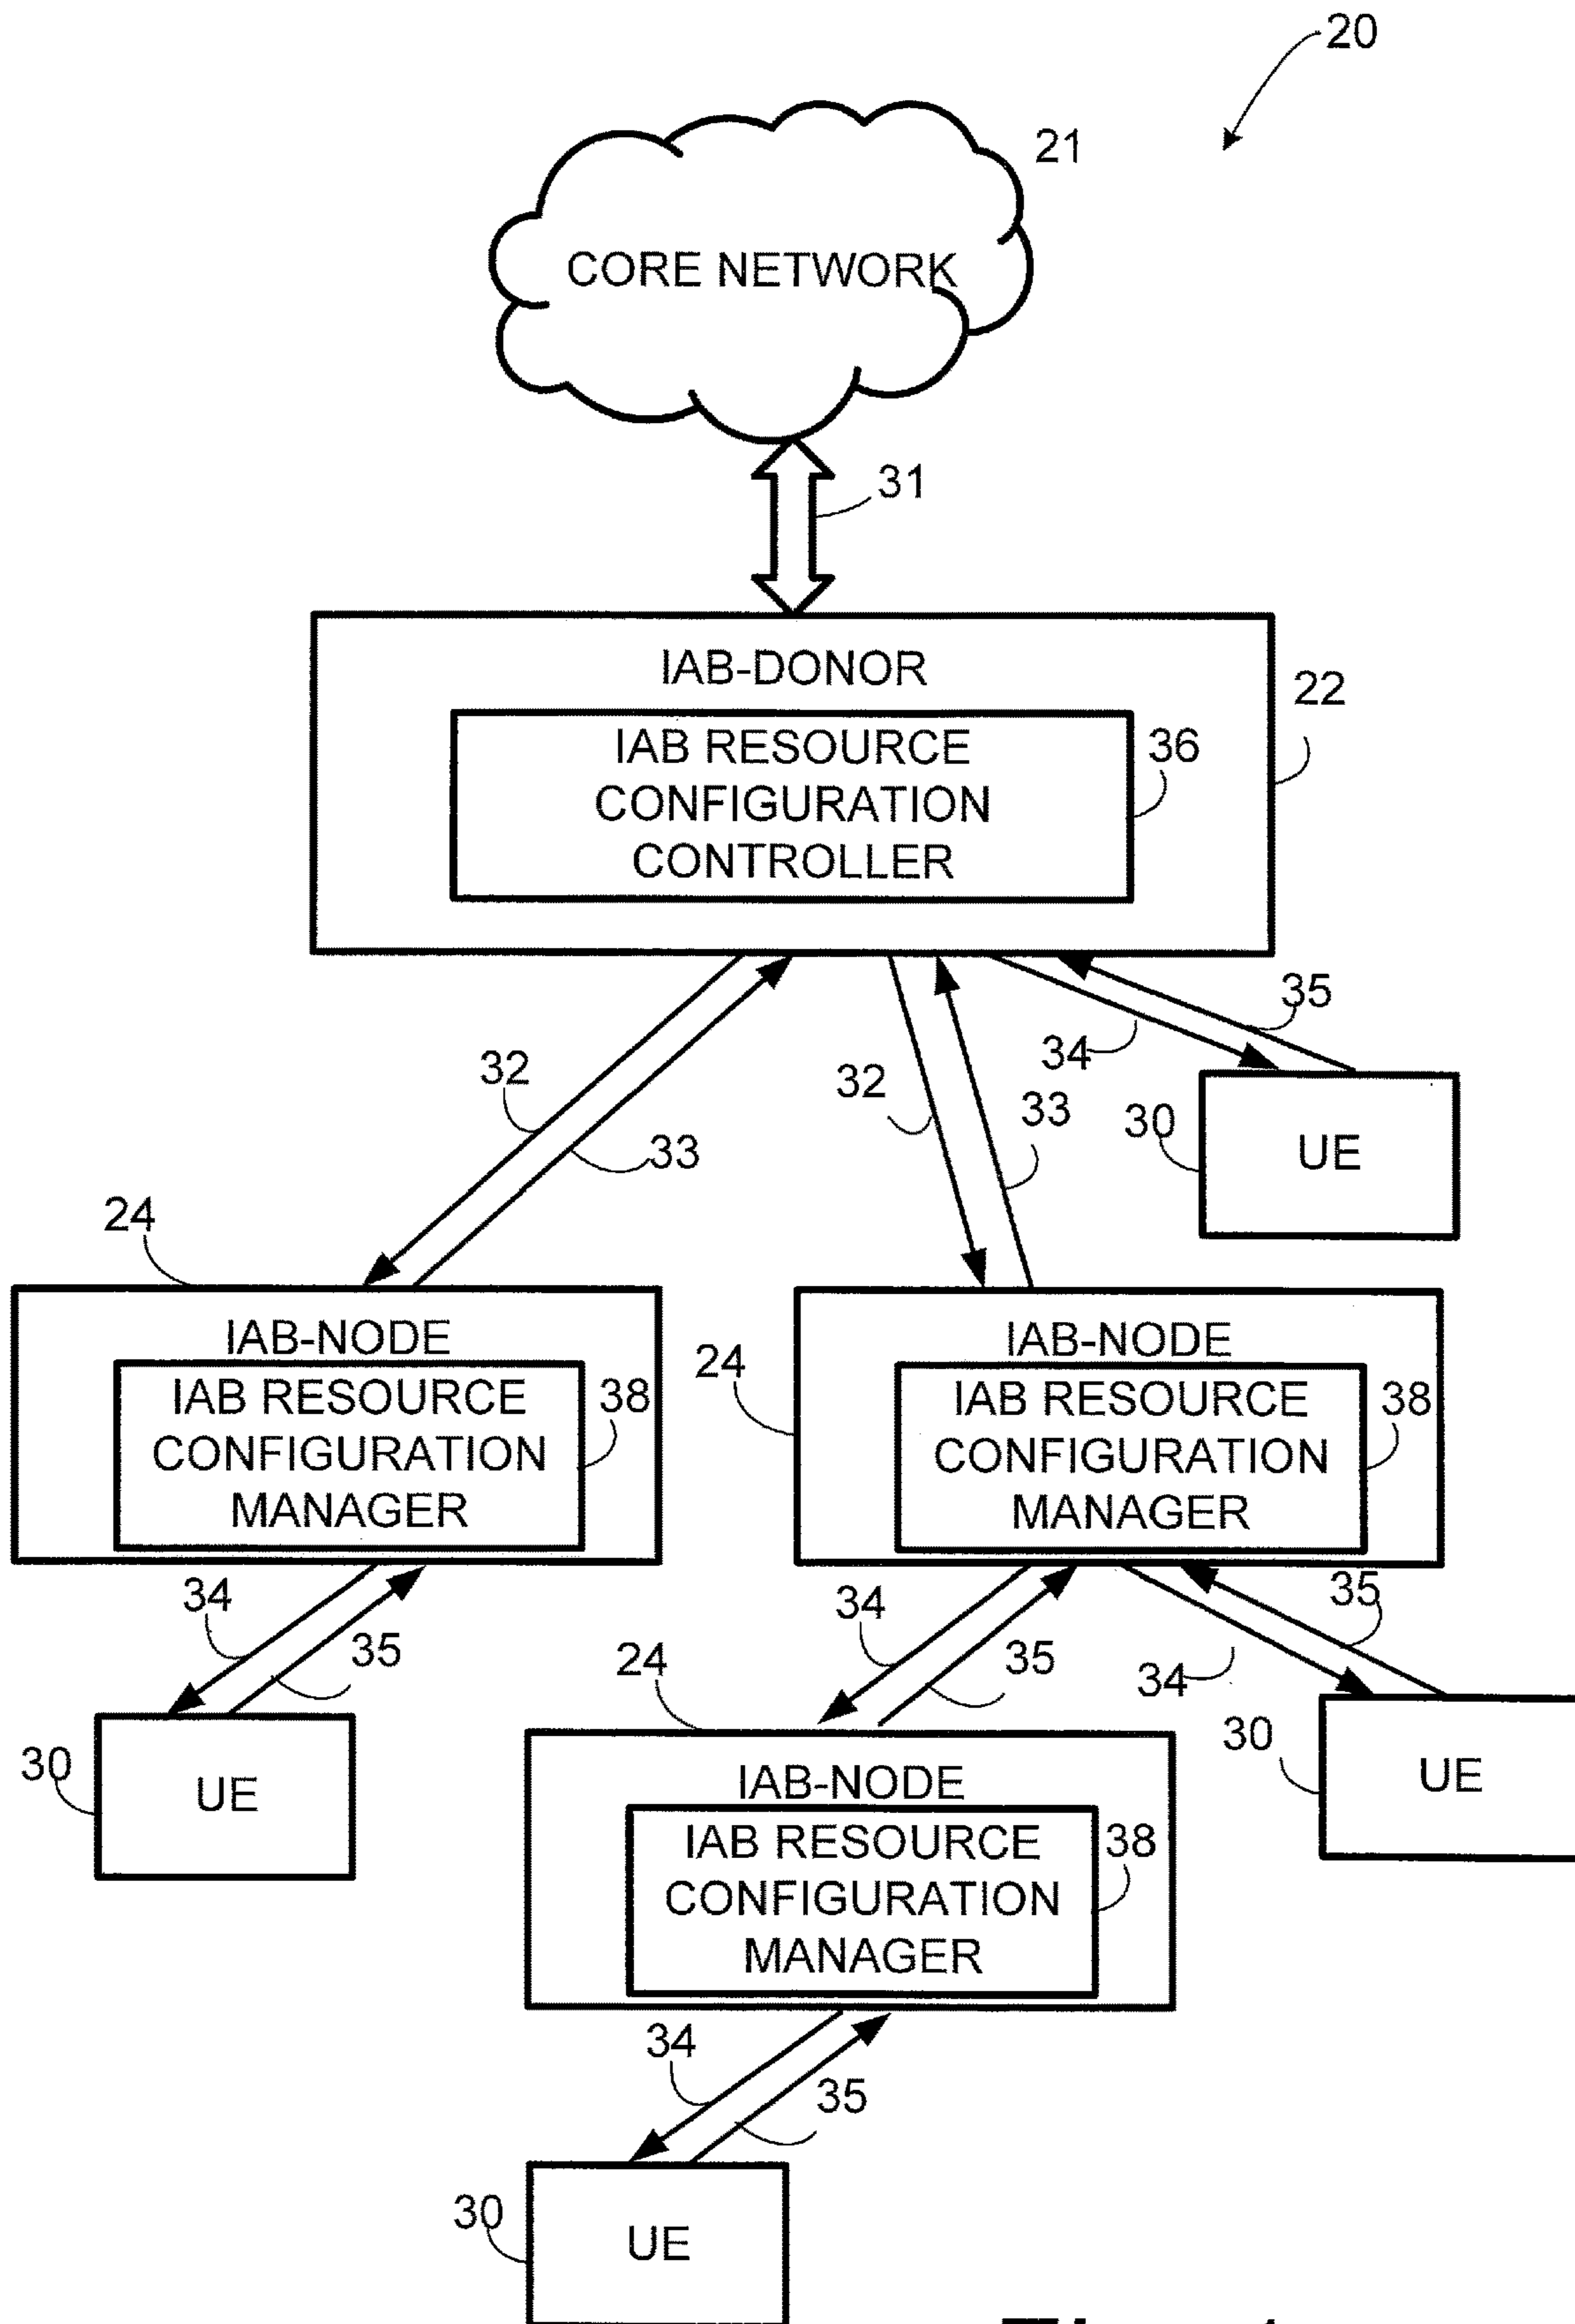 20
21
CORE NETWORK
31
IAB-DONOR
22
IAB RESOURCE
CONFIGURATION
CONTROLLER
36
35
34
32
33
32
33
30
UE
24
IAB-NODE
IAB RESOURCE
CONFIGURATION
MANAGER
38
24
IAB-NODE
IAB RESOURCE
CONFIGURATION
MANAGER
38
34
35
34
35
34
35
30
UE
24
IAB-NODE
IAB RESOURCE
CONFIGURATION
MANAGER
38
30
UE
34
35
30
UE